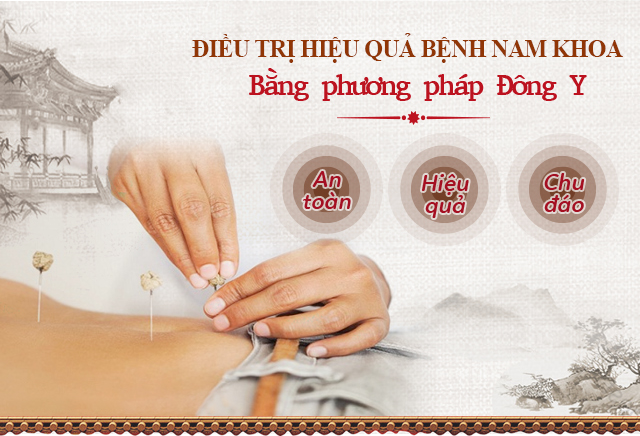 ĐIỀU TRỊ HIỆU QUẢ BỆNH NAM KHOA
Bằng phương pháp Đông Y
An
toàn
Hiệu
quả
Chu
đáo